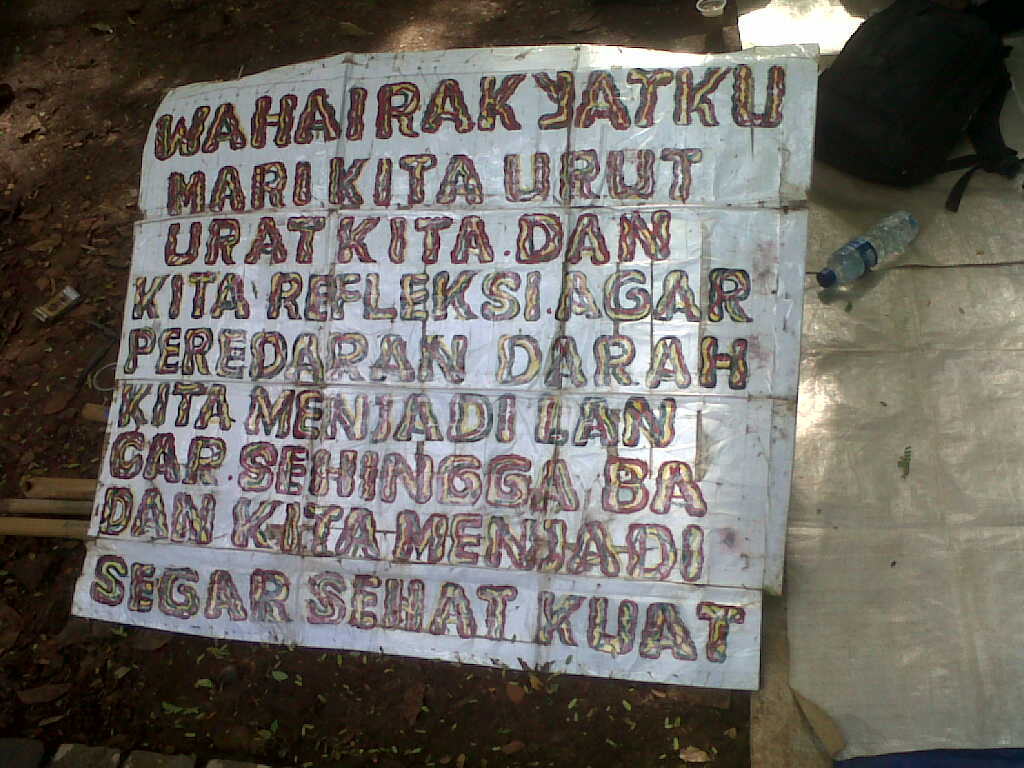 WAHAI RAKYATKU
MARI KITA URUT
URAT KITA. DAN
KITA REFLEKSI. AGAR
PEREDARAN DARAH
KITA MENJADI LAN
CAR. SEHINGGA BA
DAN KITA MENJADI
SEGAR SEHAT KUAT